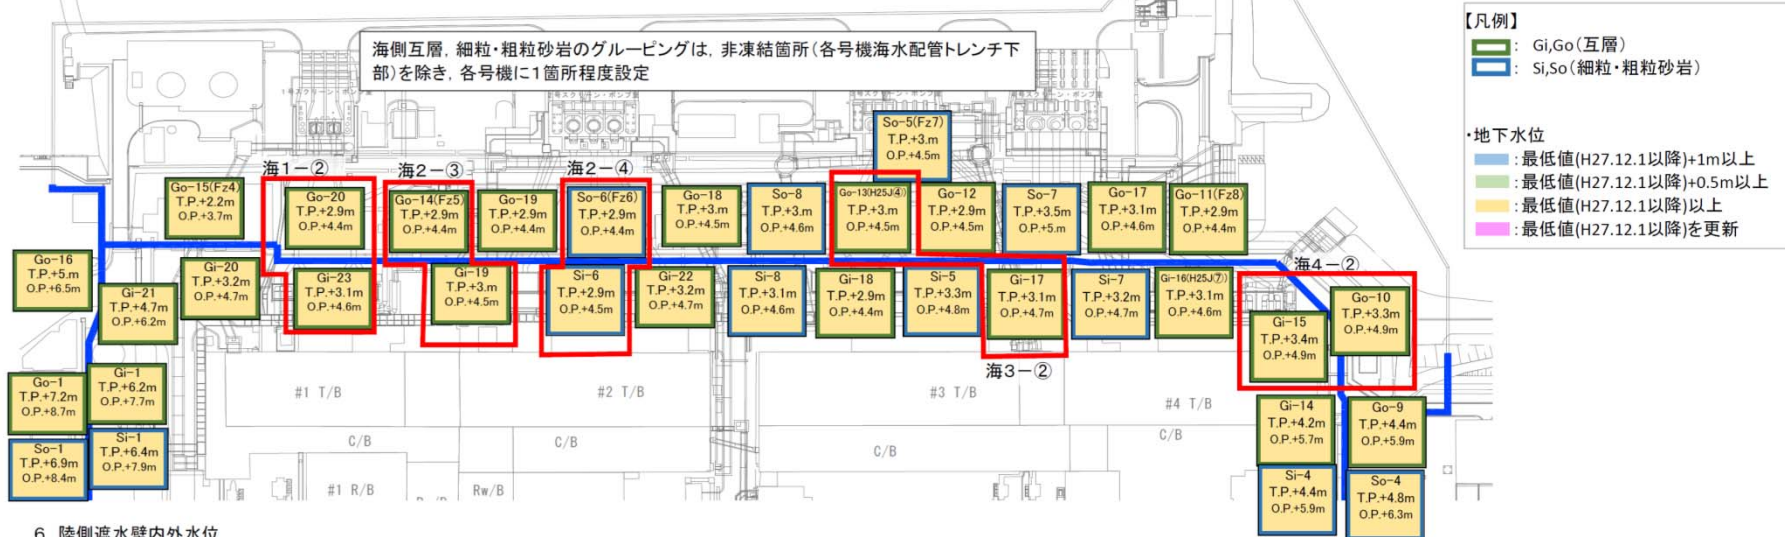 海側互層，細粒・粗粒砂岩のグルーピングは，非凍結箇所(各号機海水配管トレンチ下
部)を除き，各号機に1箇所程度設定
【凡例】
： Gi,Go(互層)
： Si,So(細粒・粗粒砂岩)
・地下水位
：最低値(H27.12.1以降)+1m以上
：最低値(H27.12.1以降)+0.5m以上
：最低値(H27.12.1以降)以上
：最低値(H27.12.1以降)を更新
So-5(Fz7)
T.P.+3.m
O.P.+4.5m
海1-②
海2-③
海2-④
Go-15(Fz4)
T.P.+2.2m
O.P.+3.7m
Go-20
T.P.+2.9m
O.P.+4.4m
Go-14(Fz5)
T.P.+2.9m
O.P.+4.4m
Go-19
T.P.+2.9m
O.P.+4.4m
So-6(Fz6)
T.P.+2.9m
O.P.+4.4m
Go-18
T.P.+3.m
O.P.+4.5m
So-8
T.P.+3.m
O.P.+4.6m
Go-13(H25J④)
T.P.+3.m
O.P.+4.5m
Go-12
T.P.+2.9m
O.P.+4.5m
So-7
T.P.+3.5m
O.P.+5.m
Go-17
T.P.+3.1m
O.P.+4.6m
Go-11(Fz8)
T.P.+2.9m
O.P.+4.4m
Go-16
T.P.+5.m
O.P.+6.5m
Gi-21
T.P.+4.7m
O.P.+6.2m
Gi-20
T.P.+3.2m
O.P.+4.7m
Gi-23
T.P.+3.1m
O.P.+4.6m
Gi-19
T.P.+3.m
O.P.+4.5m
Si-6
T.P.+2.9m
O.P.+4.5m
Gi-22
T.P.+3.2m
O.P.+4.7m
Si-8
T.P.+3.1m
O.P.+4.6m
Gi-18
T.P.+2.9m
O.P.+4.4m
Si-5
T.P.+3.3m
O.P.+4.8m
Gi-17
T.P.+3.1m
O.P.+4.7m
Si-7
T.P.+3.2m
O.P.+4.7m
Gi-16(H25J⑦)
T.P.+3.1m
O.P.+4.6m
海4-②
Gi-15
T.P.+3.4m
O.P.+4.9m
Go-10
T.P.+3.3m
O.P.+4.9m
海3-②
Go-1
T.P.+7.2m
O.P.+8.7m
Gi-1
T.P.+6.2m
O.P.+7.7m
#1 T/B
#2 T/B
#3 T/B
#4 T/B
Gi-14
T.P.+4.2m
O.P.+5.7m
Go-9
T.P.+4.4m
O.P.+5.9m
So-1
T.P.+6.9m
O.P.+8.4m
Si-1
T.P.+6.4m
O.P.+7.9m
C/B
C/B
C/B
C/B
#1 R/B
Rw/B
Si-4
T.P.+4.4m
O.P.+5.9m
So-4
T.P.+4.8m
O.P.+6.3m
6 陸側遮水壁内外水位